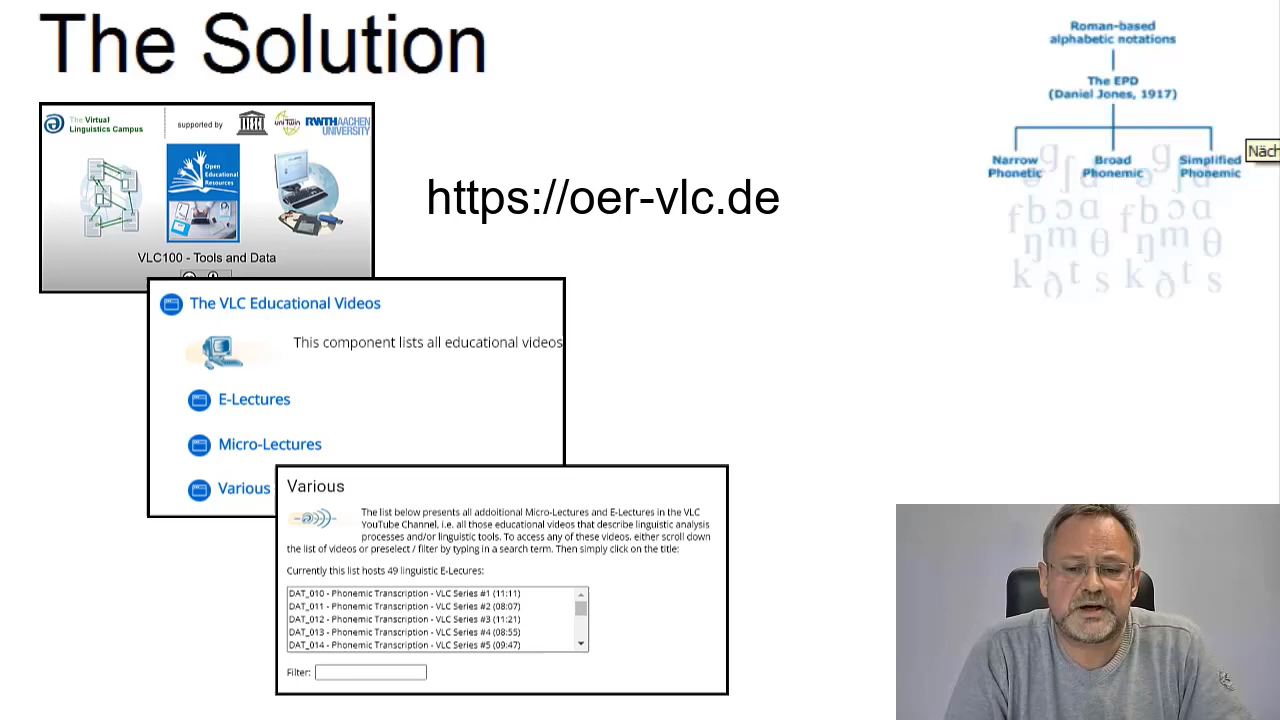 The Solution
The Virtual
Linguistics Campus
supported by
uni twin
RWTHAACHEN
UNIVERSITY
Open
Educational
Resources
VLC100 - Tools and Data
https://oer-vlc.de
Roman-based
alphabetic notations
The EPD
(Daniel Jones, 1917)
Narrow
Phonetic
Broad
Phonemic
Simplified
Phonemic
Näch
The VLC Educational Videos
This component lists all educational videos
E-Lectures
Micro-Lectures
Various
Various
The list below presents all addoitional Micro-Lectures and E-Lectures in the VLC
YouTube Channel, i.e. all those educational videos that describe linguistic analysis
processes and/or linguistic tools. To access any of these videos, either scroll down
the list of videos or preselect / filter by typing in a search term. Then simply click on the title:
Currently this list hosts 49 linguistic E-Lecures:
DAT_010 - Phonemic Transcription - VLC Series #1 (11:11)
DAT_011 - Phonemic Transcription - VLC Series #2 (08:07)
DAT_012 - Phonemic Transcription - VLC Series #3 (11:21)
DAT_013 - Phonemic Transcription - VLC Series #4 (08:55)
DAT_014 - Phonemic Transcription - VLC Series #5 (09:47)
Filter: